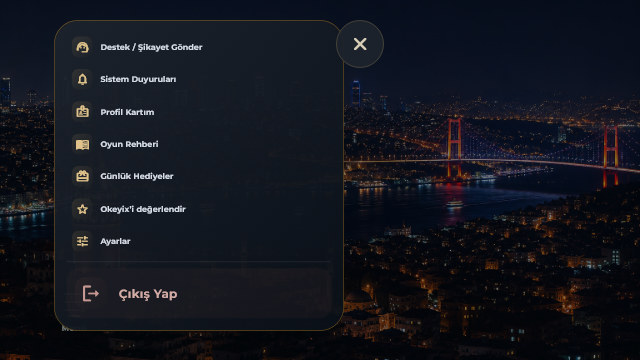 Destek / Şikayet Gönder
Sistem Duyuruları
Profil Kartım
Oyun Rehberi
Günlük Hediyeler
Okeyix'i değerlendir
Ayarlar
Çıkış Yap